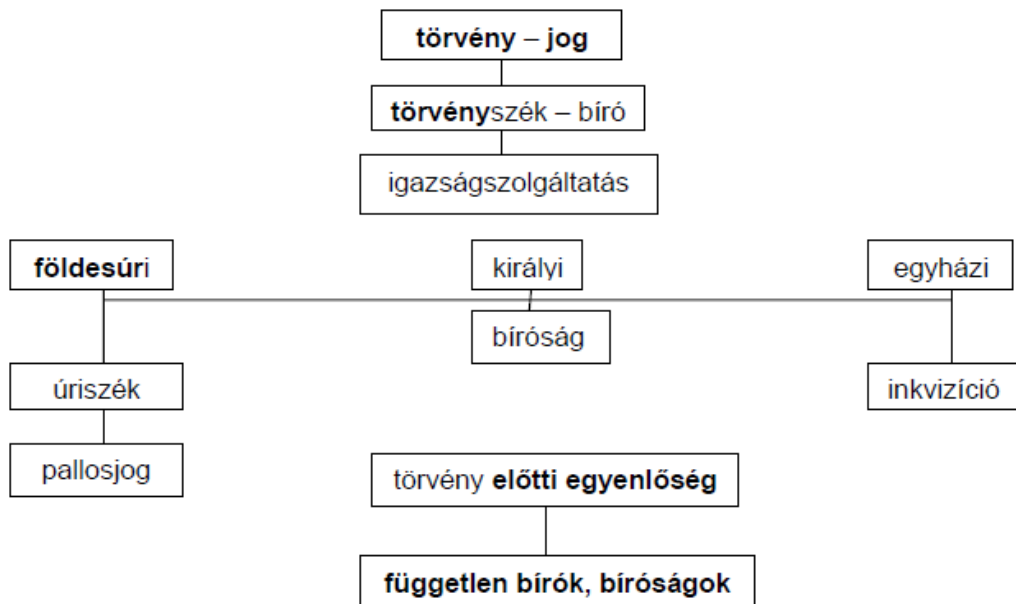 törvény – jog
törvényszék – bíró
igazságszolgáltatás
földesúri
királyi
egyházi
bíróság
úriszék
inkvizíció
pallosjog
törvény előtti egyenlőség
független bírók, bíróságok